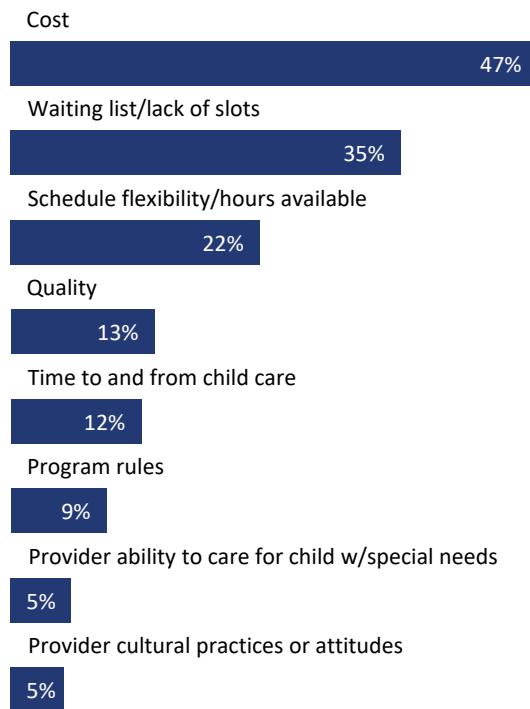 Cost
47%
Waiting list/lack of slots
35%
Schedule flexibility/hours available
22%
Quality
13%
Time to and from child care
12%
Program rules
9%
Provider ability to care for child w/special needs
5%
Provider cultural practices or attitudes
5%